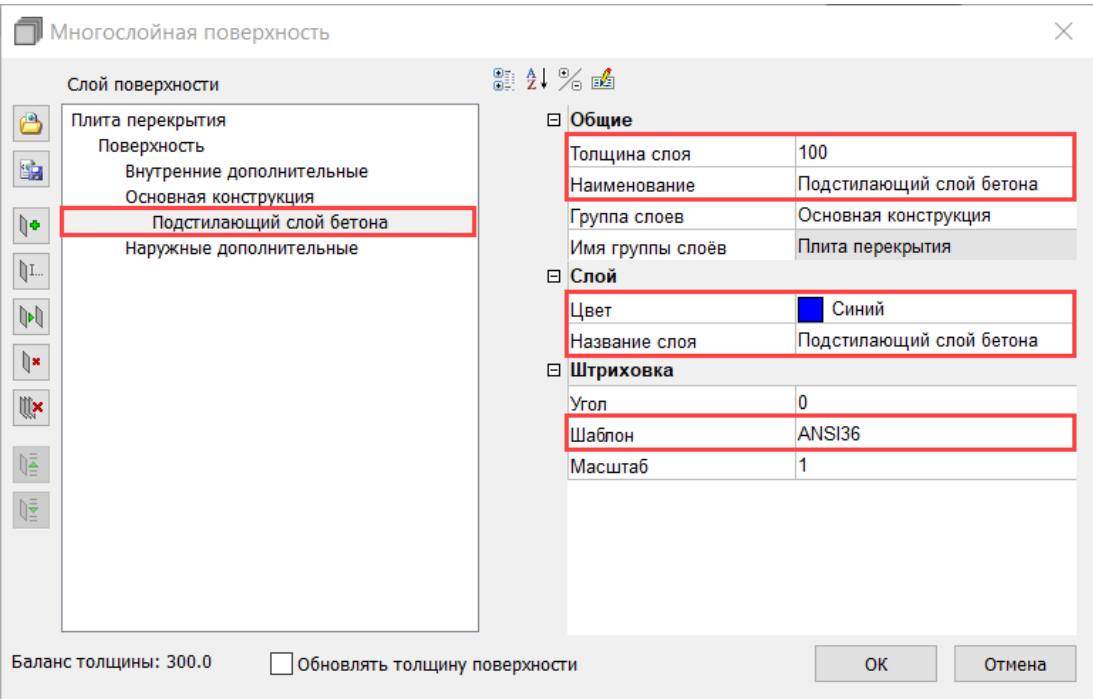 Многослойная поверхность
Слой поверхности
Плита перекрытия
Поверхность
Внутренние дополнительные
Основная конструкция
Подстилающий слой бетона
Наружные дополнительные
Общие
Толщина слоя 100
Наименование Подстилающий слой бетона
Группа слоев Основная конструкция
Имя группы слоёв Плита перекрытия
Слой
Цвет Синий
Название слоя Подстилающий слой бетона
Штриховка
Угол 0
Шаблон ANSI36
Масштаб 1
Баланс толщины: 300.0 Обновлять толщину поверхности ОК Отмена